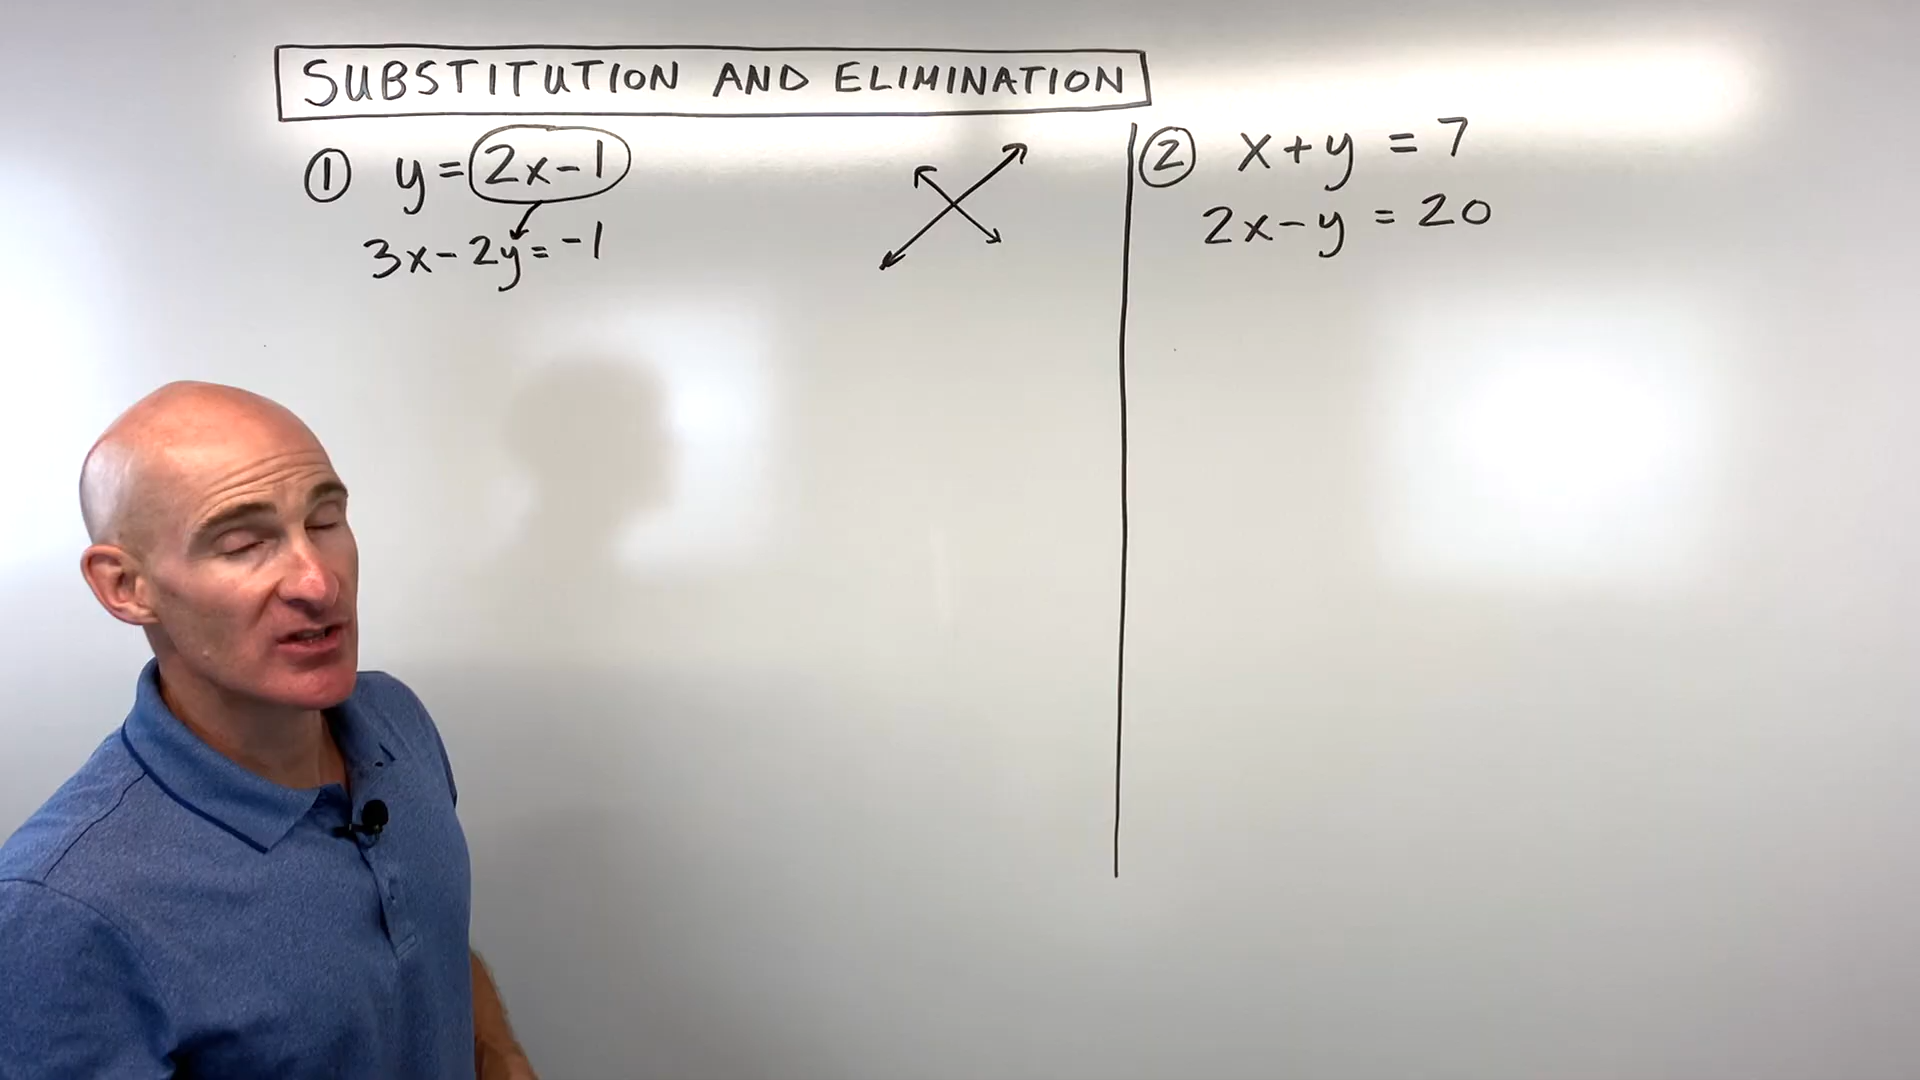 SUBSTITUTION AND ELIMINATION
① y = 2x-1
3x-2y = -1
② x+y = 7
2x-y = 20